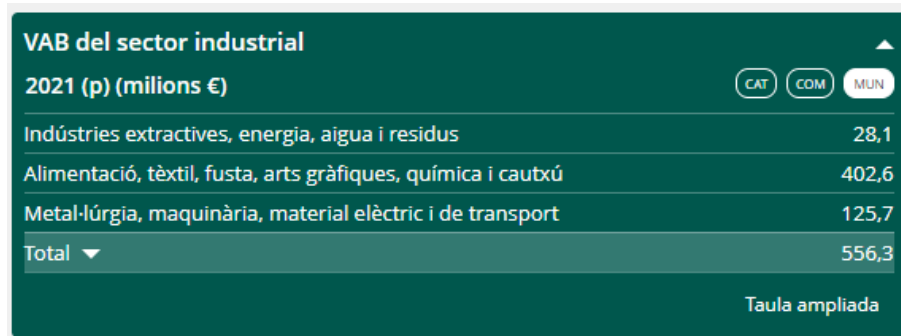 VAB del sector industrial
2021 (p) (milions €)
CAT COM MUN
Indústries extractives, energia, aigua i residus 28,1
Alimentació, tèxtil, fusta, arts gràfiques, química i cautxú 402,6
Metal·lúrgia, maquinària, material elèctric i de transport 125,7
Total 556,3
Taula ampliada